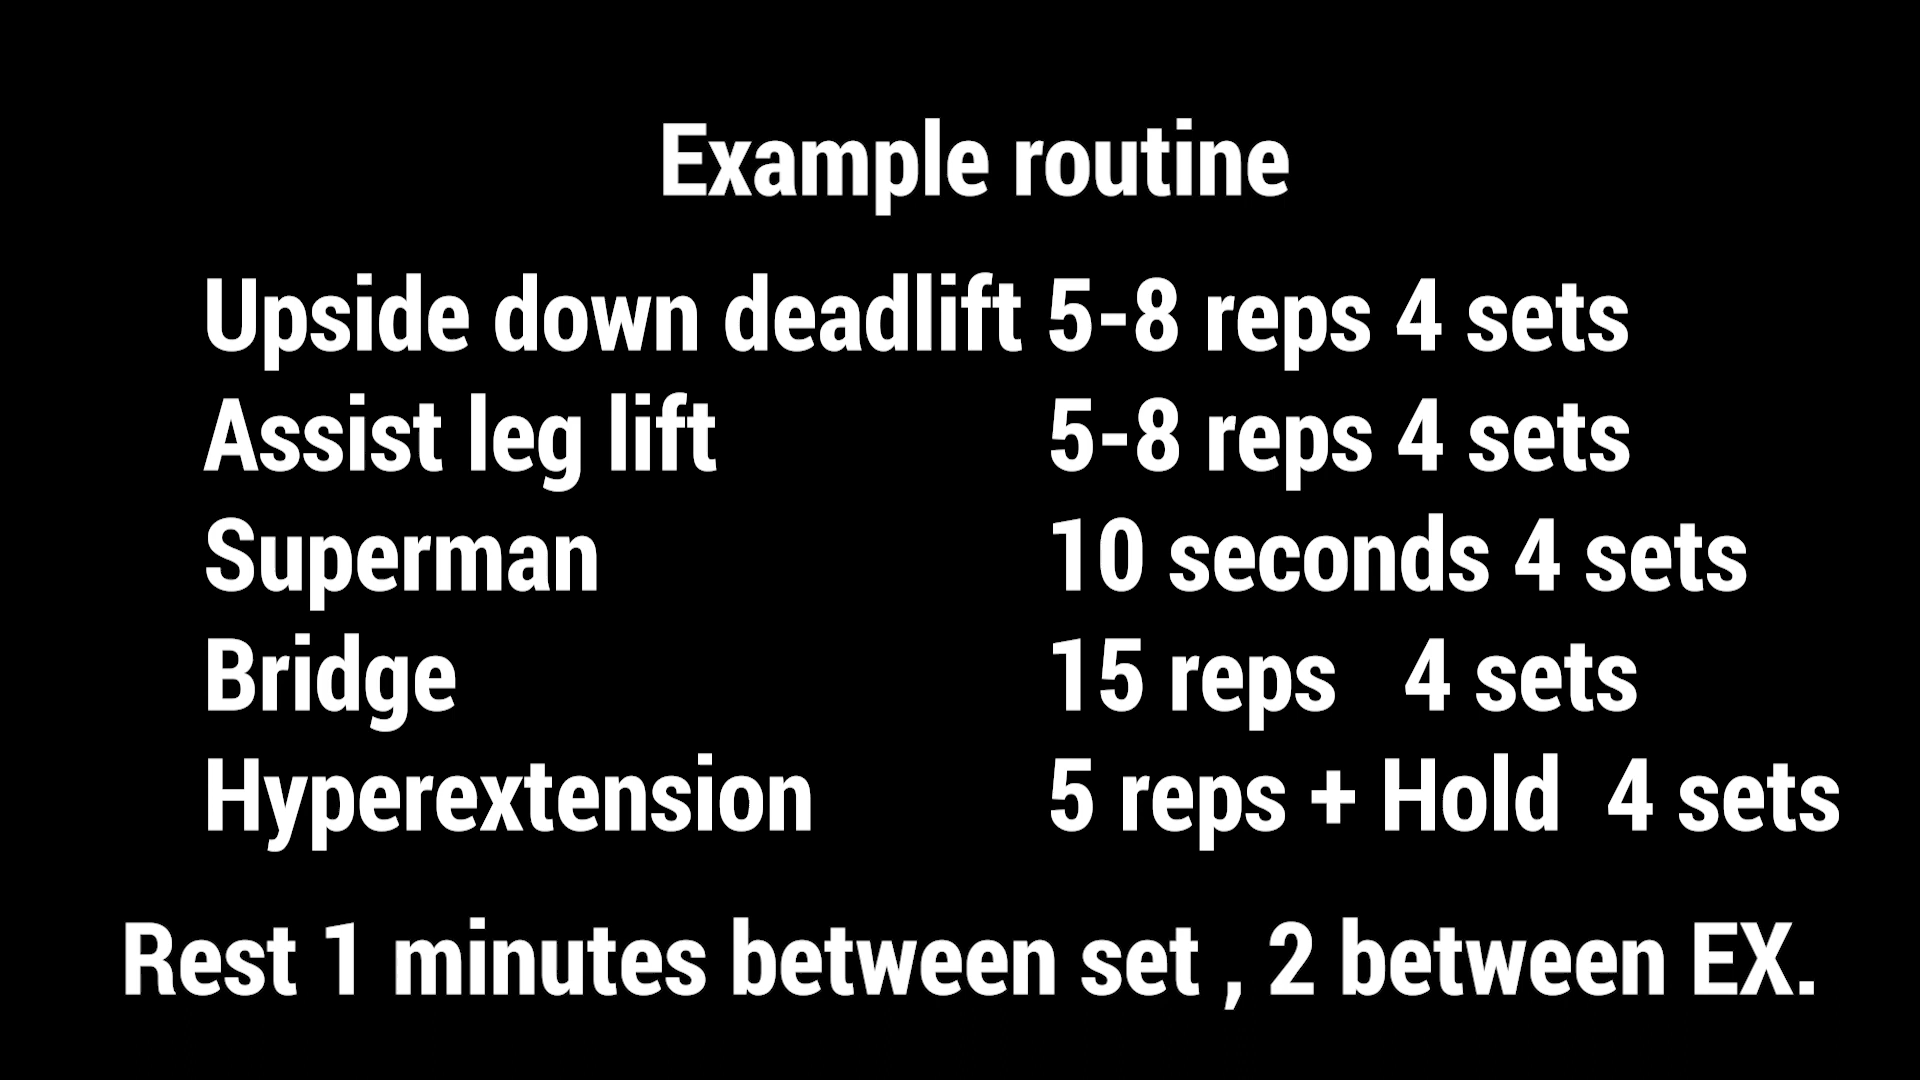 Example routine
Upside down deadlift 5-8 reps 4 sets
Assist leg lift 5-8 reps 4 sets
Superman 10 seconds 4 sets
Bridge 15 reps 4 sets
Hyperextension 5 reps + Hold 4 sets
Rest 1 minutes between set , 2 between EX.